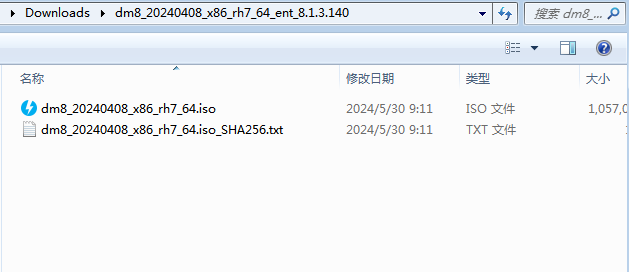 Downloads dm8_20240408_x86_rh7_64_ent_8.1.3.140 搜索 dm8_...
名称 修改日期 类型 大小
dm8_20240408_x86_rh7_64.iso 2024/5/30 9:11 ISO 文件 1,057,0
dm8_20240408_x86_rh7_64.iso_SHA256.txt 2024/5/30 9:11 TXT 文件